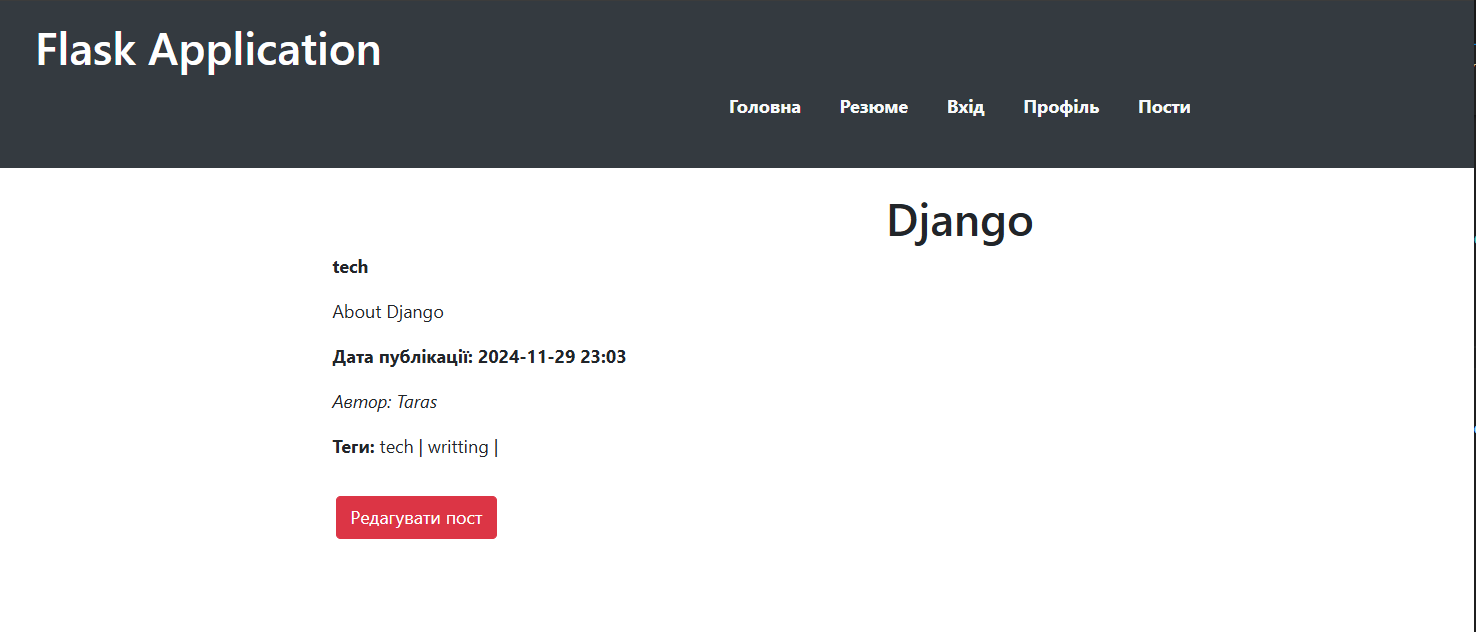 Flask Application
Головна Резюме Вхід Профіль Пости
Django
tech
About Django
Дата публікації: 2024-11-29 23:03
Автор: Taras
Теги: tech | writting |
Редагувати пост